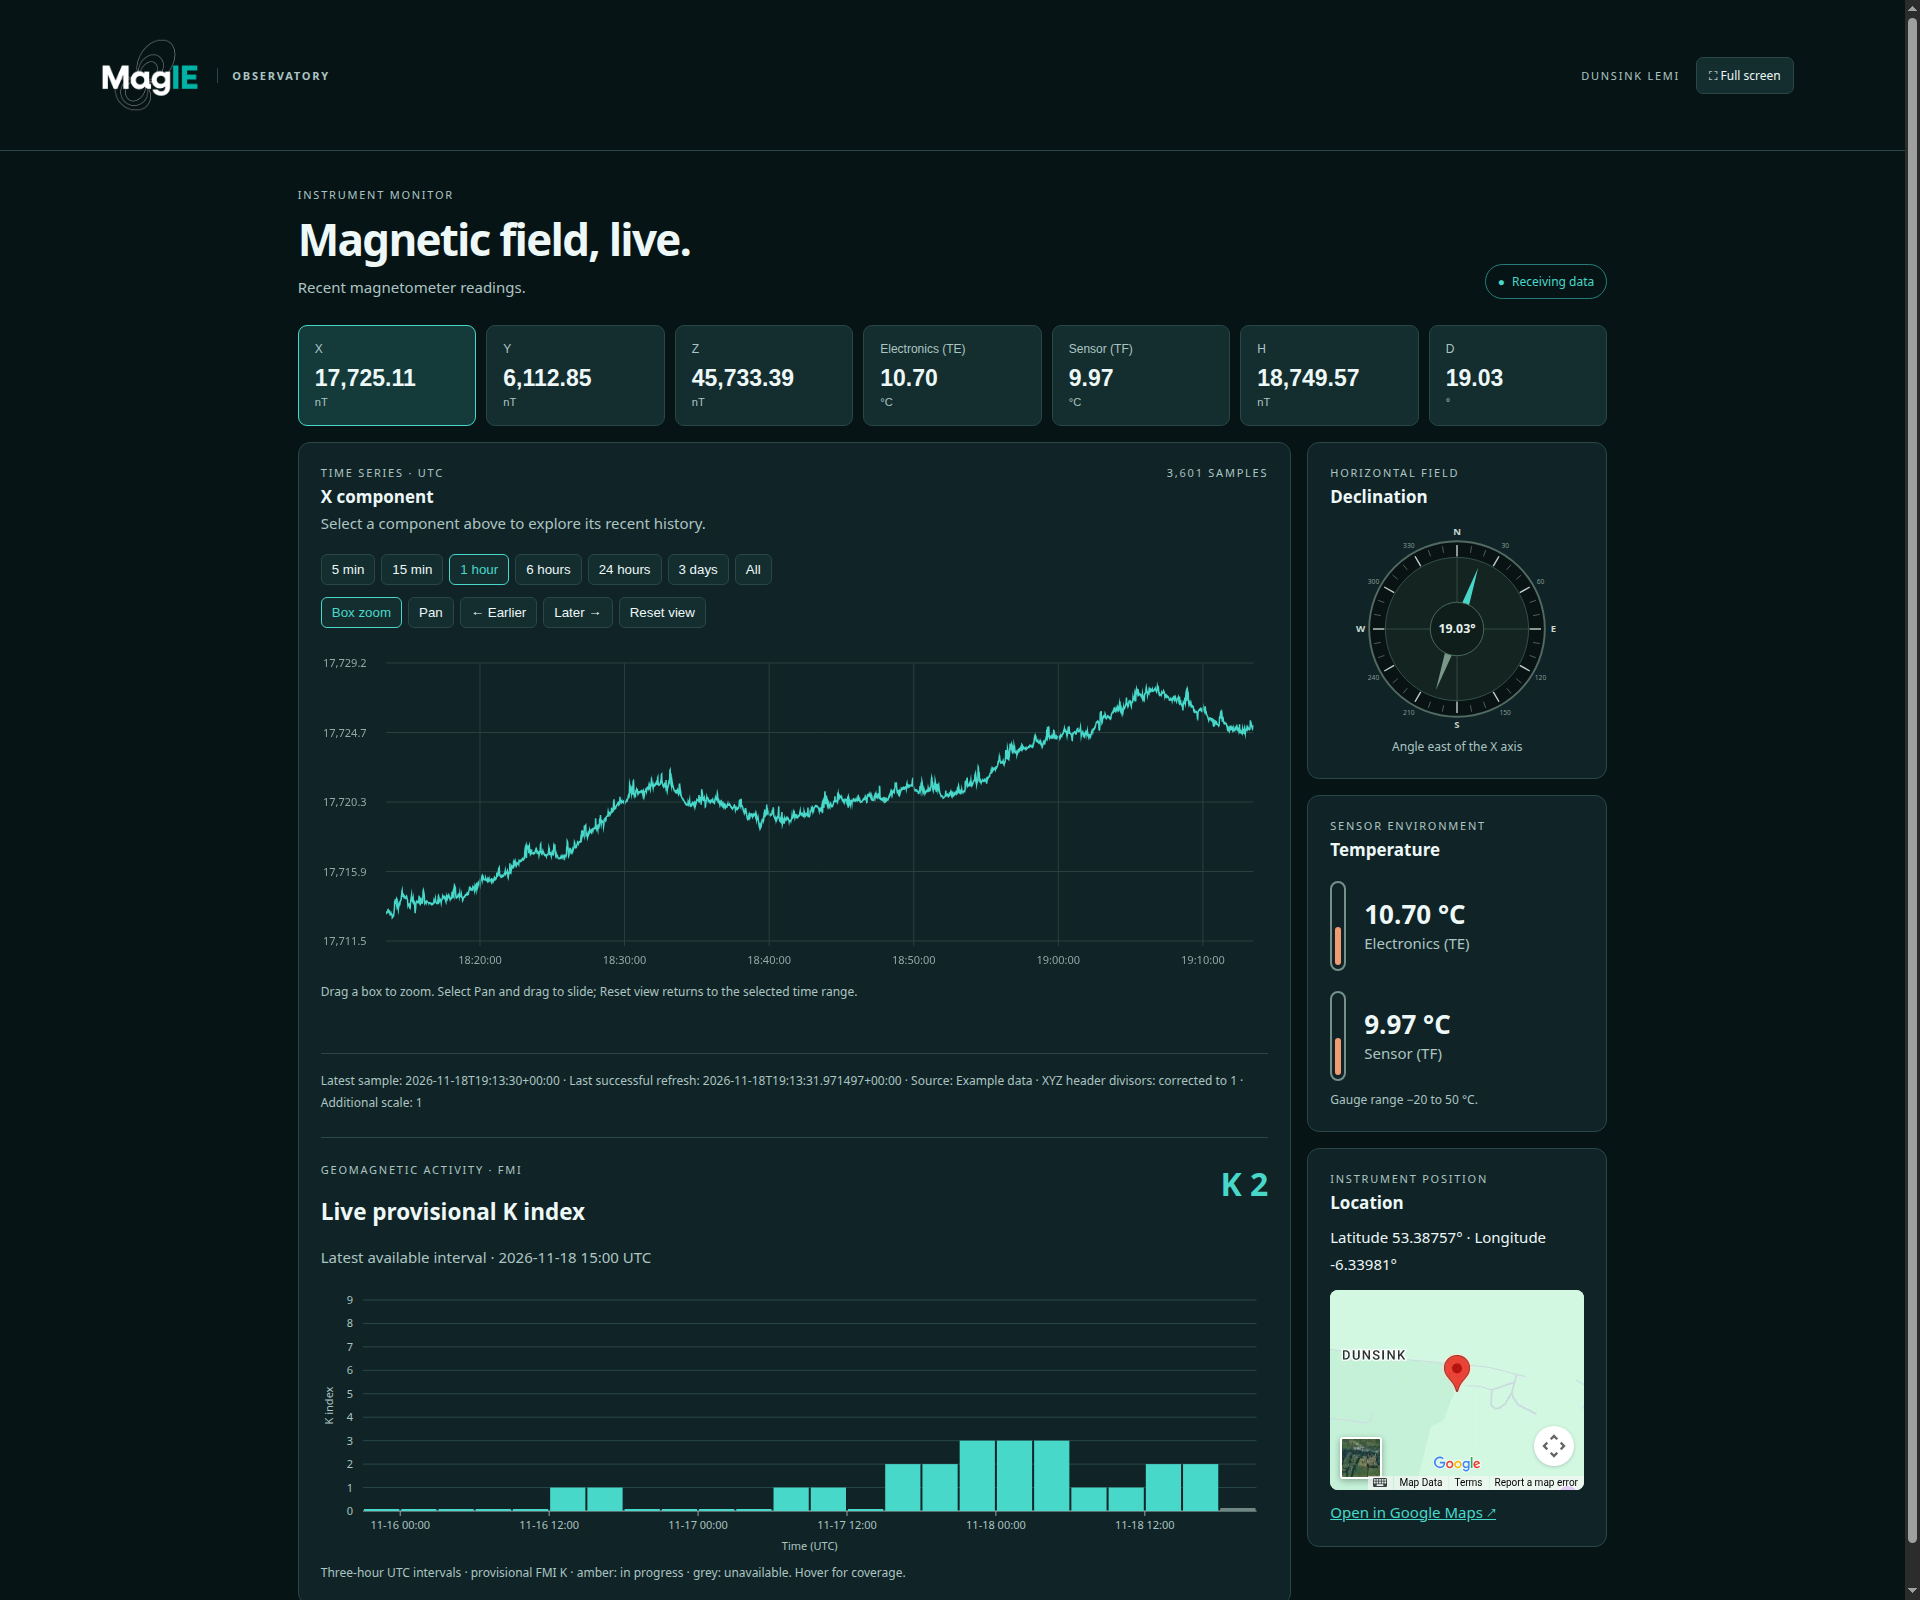 MagIE
OBSERVATORY
DUNSINK LEMI
Full screen
INSTRUMENT MONITOR
Magnetic field, live.
Recent magnetometer readings.
● Receiving data
X
17,725.11
nT
Y
6,112.85
nT
Z
45,733.39
nT
Electronics (TE)
10.70
°C
Sensor (TF)
9.97
°C
H
18,749.57
nT
D
19.03
°
TIME SERIES · UTC
3,601 SAMPLES
X component
Select a component above to explore its recent history.
5 min
15 min
1 hour
6 hours
24 hours
3 days
All
Box zoom
Pan
← Earlier
Later →
Reset view
17,729.2
17,724.7
17,720.3
17,715.9
17,711.5
18:20:00
18:30:00
18:40:00
18:50:00
19:00:00
19:10:00
Drag a box to zoom. Select Pan and drag to slide; Reset view returns to the selected time range.
Latest sample: 2026-11-18T19:13:30+00:00 · Last successful refresh: 2026-11-18T19:13:31.971497+00:00 · Source: Example data · XYZ header divisors: corrected to 1 ·
Additional scale: 1
GEOMAGNETIC ACTIVITY · FMI
K 2
Live provisional K index
Latest available interval · 2026-11-18 15:00 UTC
K index
9
8
7
6
5
4
3
2
1
0
11-16 00:00
11-16 12:00
11-17 00:00
11-17 12:00
11-18 00:00
11-18 12:00
Time (UTC)
Three-hour UTC intervals · provisional FMI K · amber: in progress · grey: unavailable. Hover for coverage.
HORIZONTAL FIELD
Declination
N
30
60
E
120
150
S
210
240
W
300
330
19.03°
Angle east of the X axis
SENSOR ENVIRONMENT
Temperature
10.70 °C
Electronics (TE)
9.97 °C
Sensor (TF)
Gauge range −20 to 50 °C.
INSTRUMENT POSITION
Location
Latitude 53.38757° · Longitude
-6.33981°
DUNSINK
Google
Map Data
Terms
Report a map error
Open in Google Maps ↗